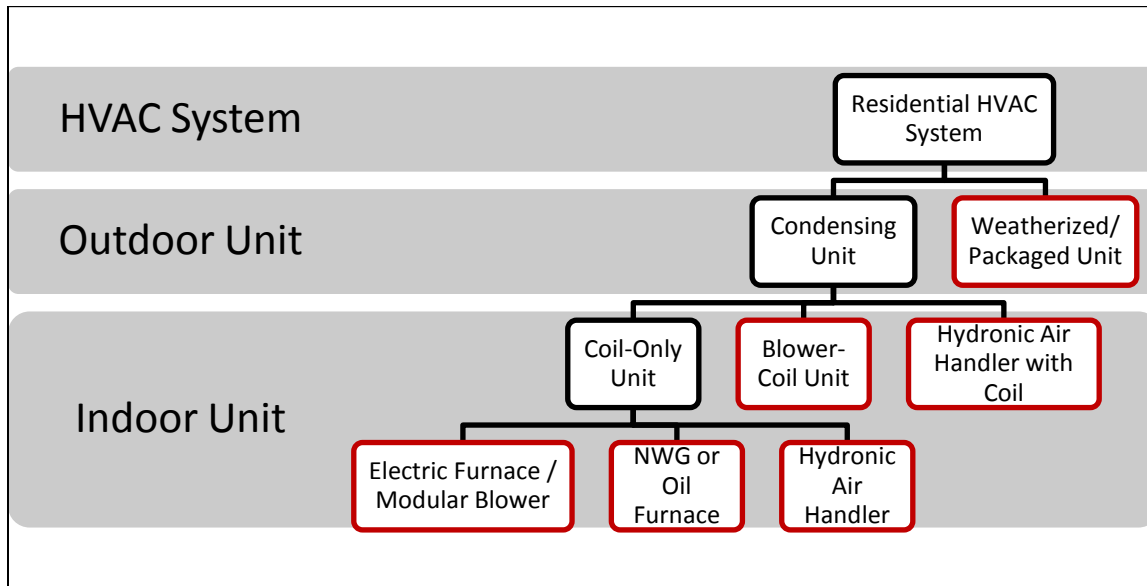 HVAC System
Residential HVAC
System
Outdoor Unit
Condensing
Unit
Weatherized/
Packaged Unit
Indoor Unit
Coil-Only
Unit
Blower-
Coil Unit
Hydronic Air
Handler with
Coil
Electric Furnace /
Modular Blower
NWG or
Oil
Furnace
Hydronic
Air
Handler